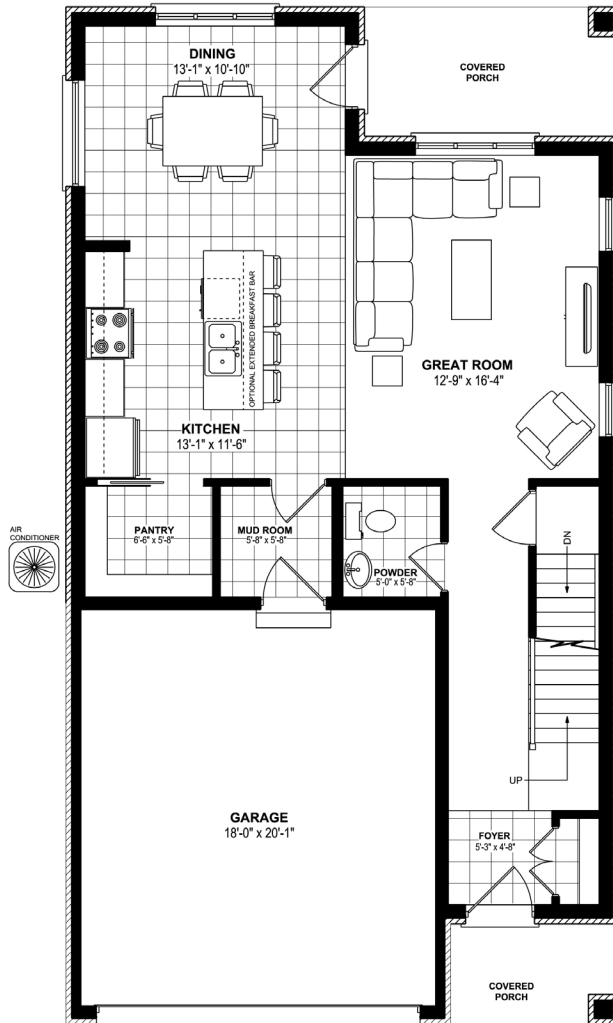 DINING
13'-1" x 10'-10"
COVERED
PORCH
OPTIONAL EXTENDED BREAKFAST BAR
GREAT ROOM
12'-9" x 16'-4"
KITCHEN
13'-1" x 11'-6"
AIR
CONDITIONER
PANTRY
6'-6" x 5'-8"
MUD ROOM
5'-8" x 5'-8"
POWDER
5'-0" x 5'-8"
DN
UP
GARAGE
18'-0" x 20'-1"
FOYER
5'-3" x 4'-8"
COVERED
PORCH